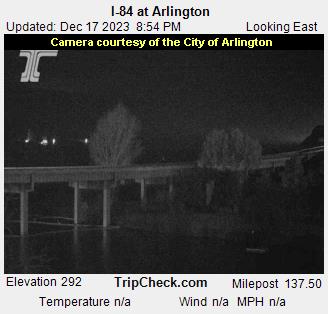 I-84 at Arlington
Updated: Dec 17 2023  8:54 PM Looking East
Camera courtesy of the City of Arlington
Elevation 292 TripCheck.com Milepost 137.50
Temperature n/a Wind n/a MPH n/a